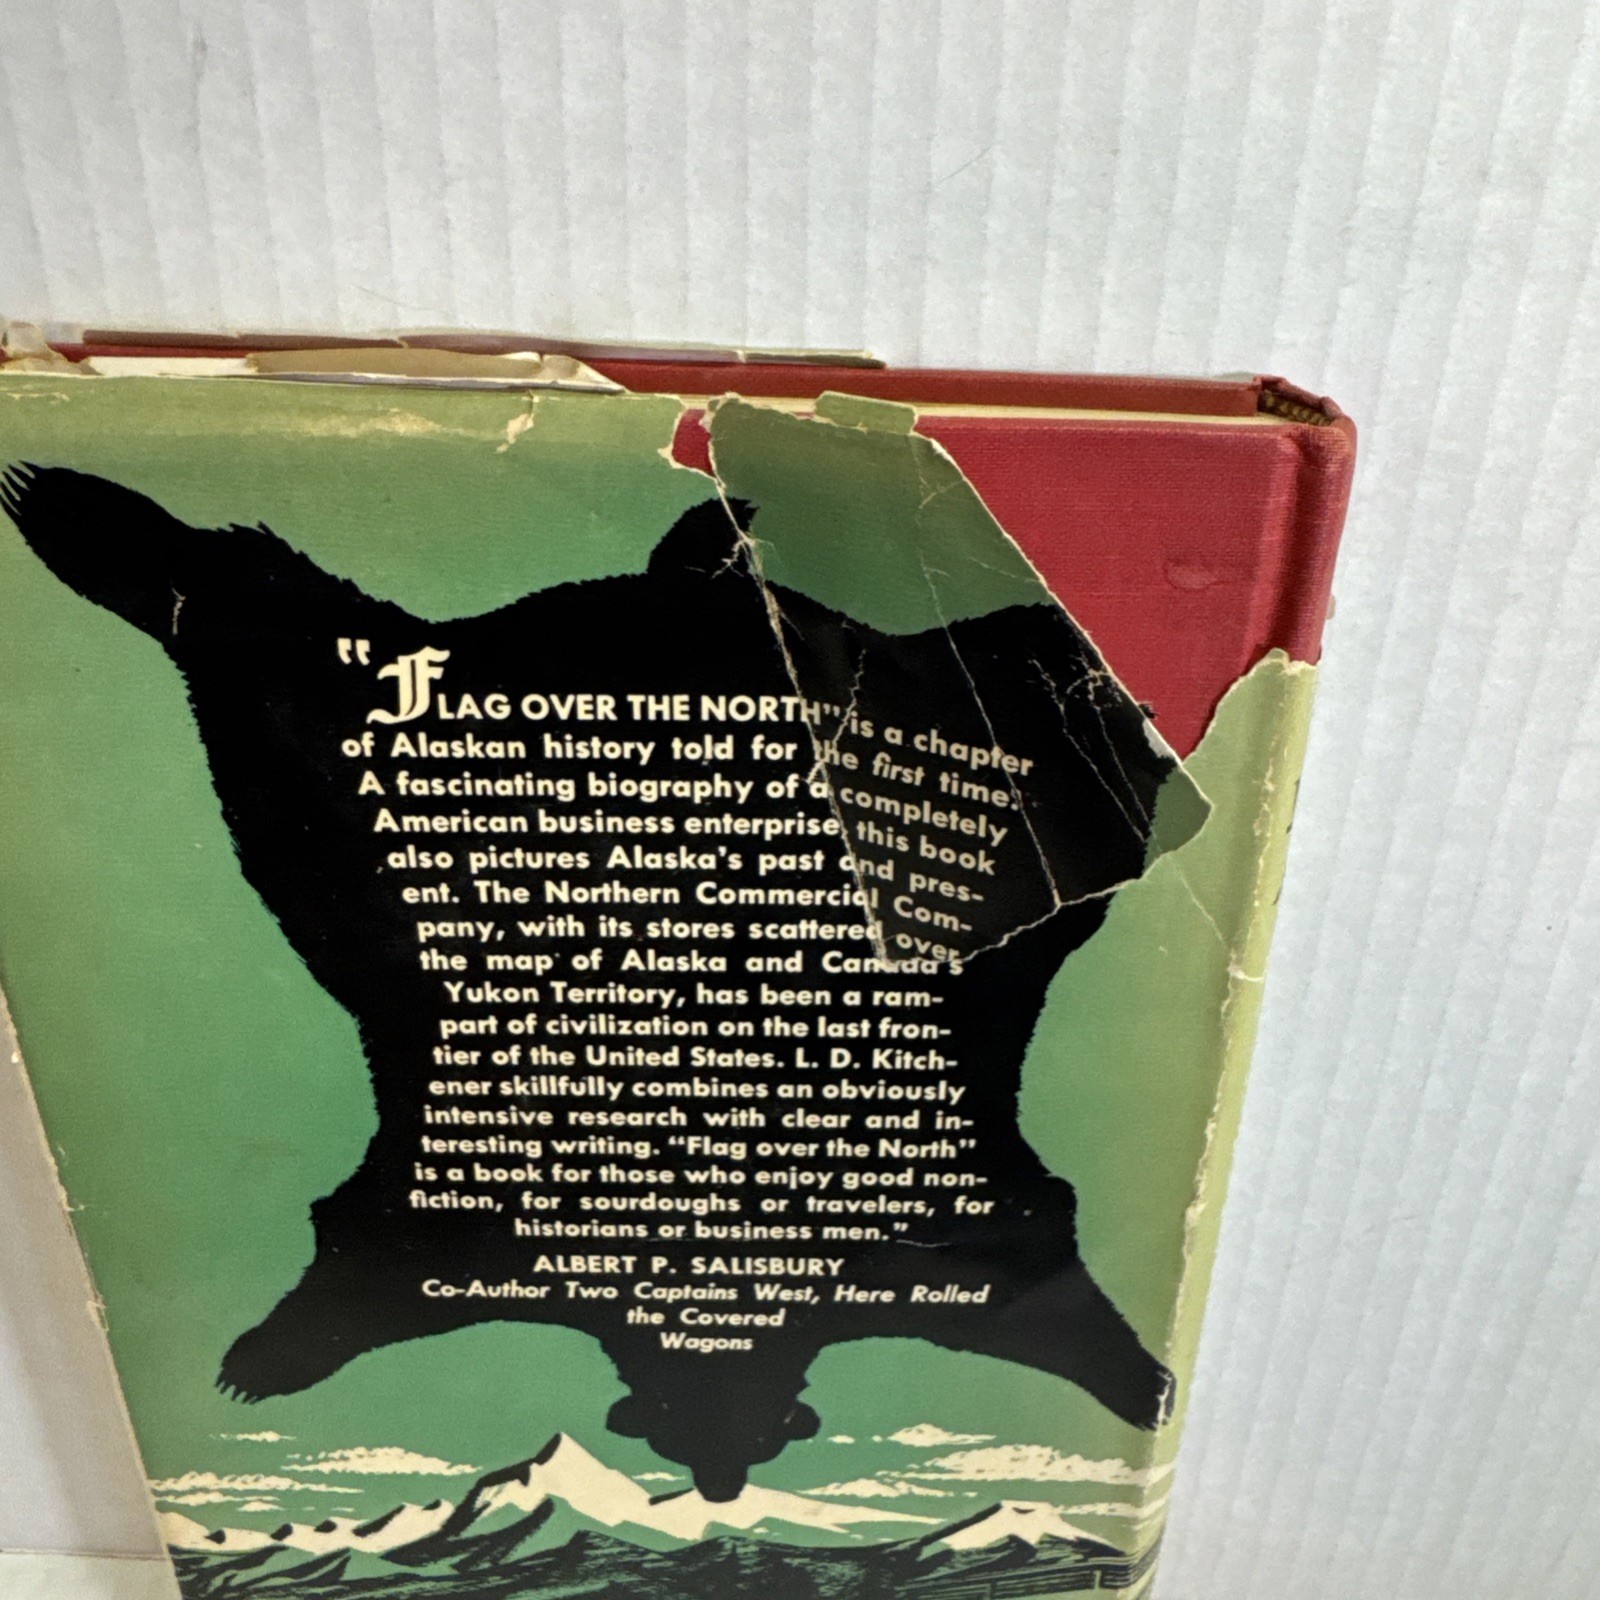 "FLAG OVER THE NORTH" is a chapter
of Alaskan history told for the first time.
A fascinating biography of a completely
American business enterprise, this book
also pictures Alaska's past and pres-
ent. The Northern Commercial Com-
pany, with its stores scattered over
the map of Alaska and Canada's
Yukon Territory, has been a ram-
part of civilization on the last fron-
tier of the United States. L. D. Kitch-
ener skillfully combines an obviously
intensive research with clear and in-
teresting writing. "Flag over the North"
is a book for those who enjoy good non-
fiction, for sourdoughs or travelers, for
historians or business men."
ALBERT P. SALISBURY
Co-Author Two Captains West, Here Rolled
the Covered
Wagons